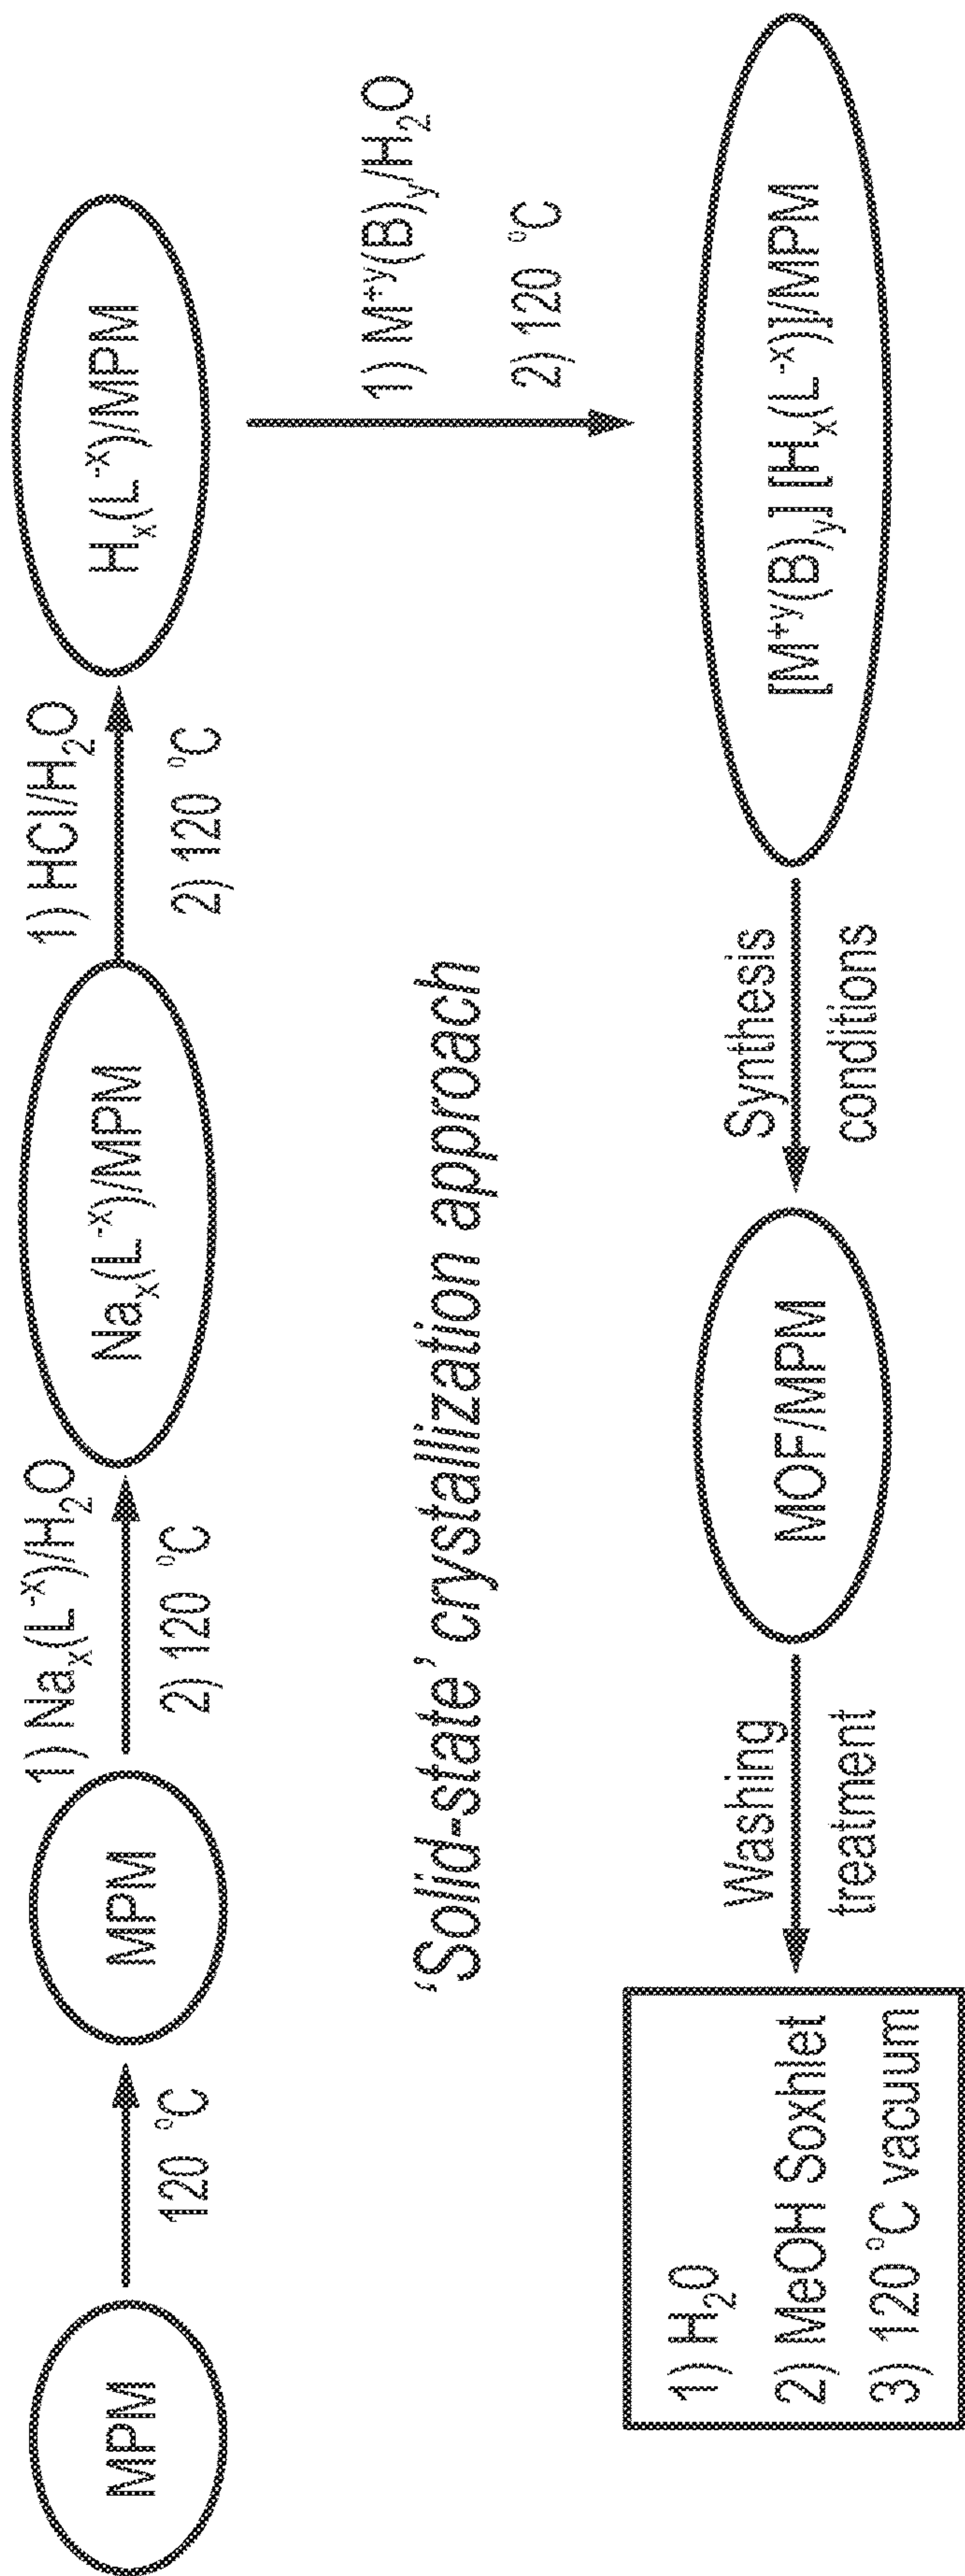 MPM
120 °C
MPM
1) Naₓ(L⁻ˣ)/H₂O
2) 120 °C
Naₓ(L⁻ˣ)/MPM
1) HCl/H₂O
2) 120 °C
Hₓ(L⁻ˣ)/MPM
1) M⁺ʸ(B)ᵧ/H₂O
2) 120 °C
'Solid-state' crystallization approach
[M⁺ʸ(B)ᵧ] [Hₓ(L⁻ˣ)]/MPM
Synthesis
conditions
MOF/MPM
Washing
treatment
1) H₂O
2) MeOH Soxhlet
3) 120 °C vacuum